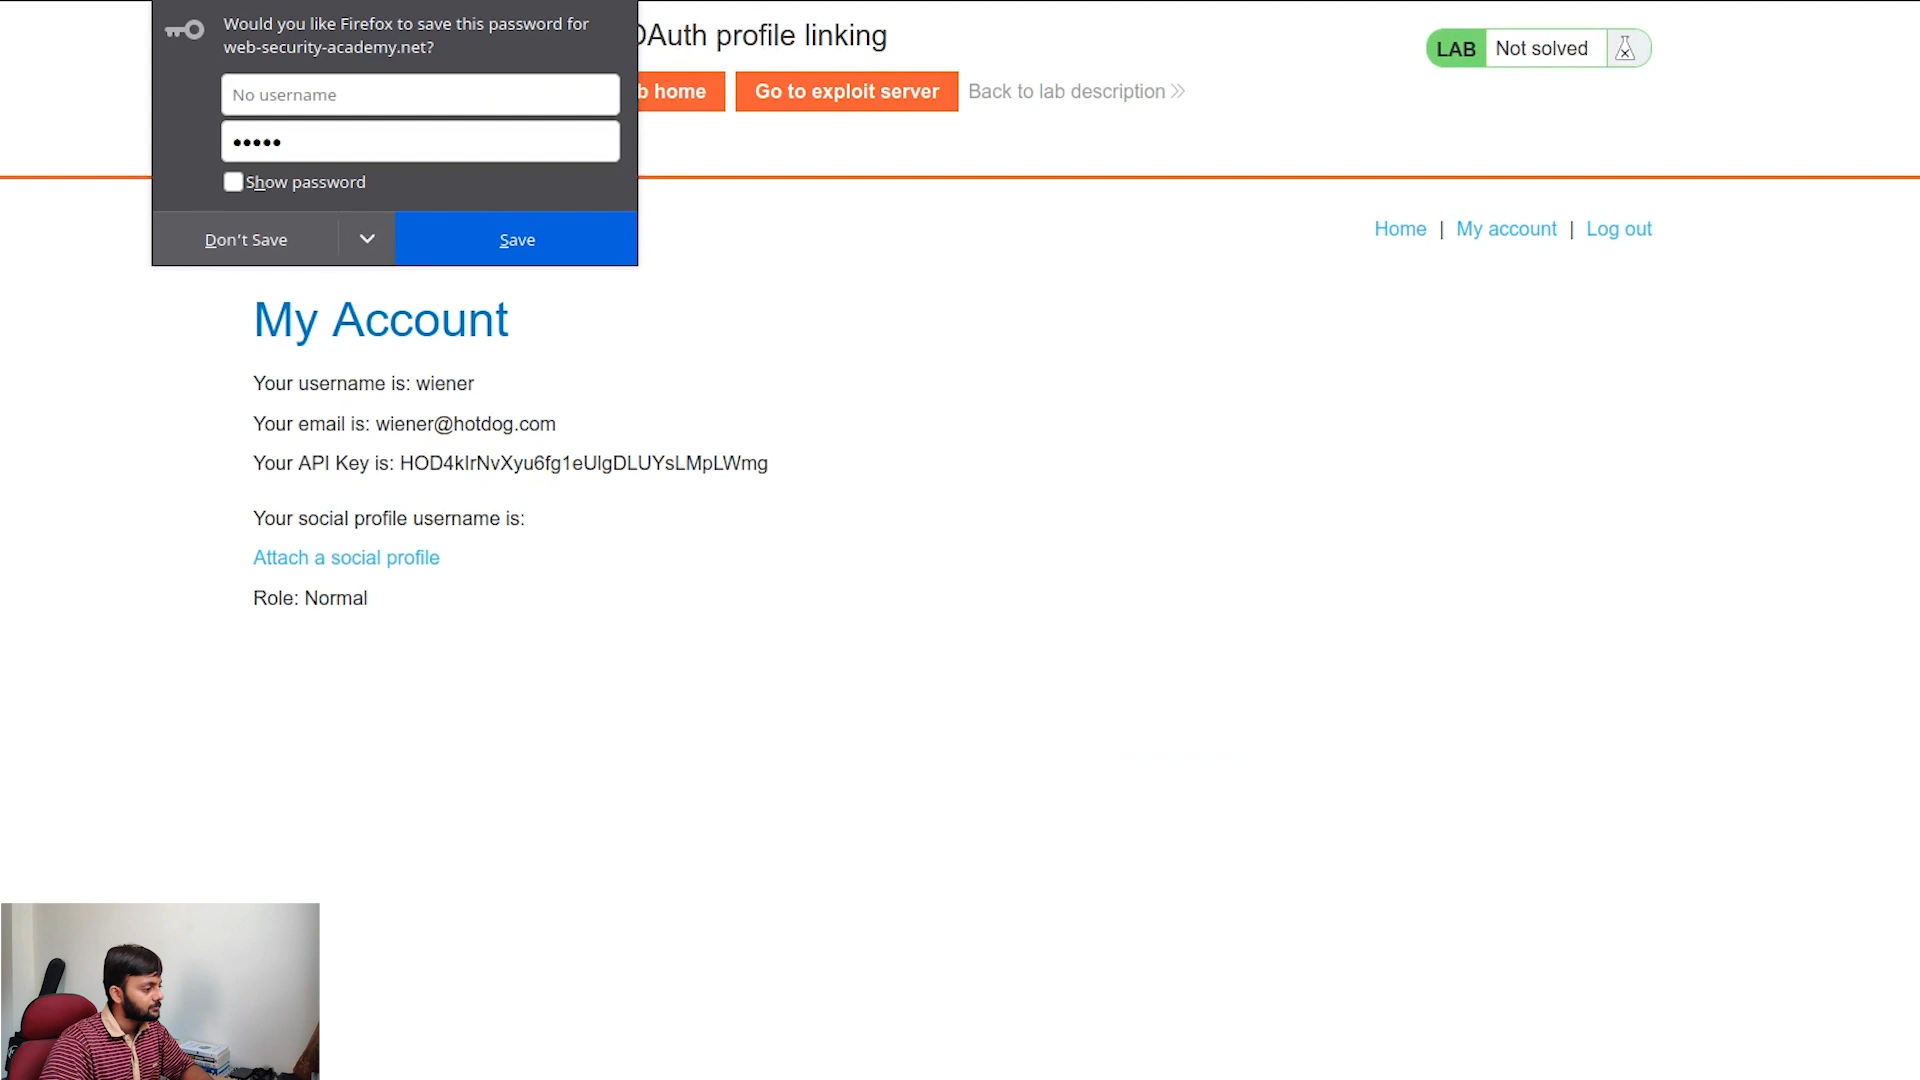 Would you like Firefox to save this password for
web-security-academy.net?
No username
Show password
Don't Save
Save
OAuth profile linking
LAB Not solved
home
Go to exploit server
Back to lab description
Home | My account | Log out
My Account
Your username is: wiener
Your email is: wiener@hotdog.com
Your API Key is: HOD4kIrNvXyu6fg1eUlgDLUYsLMpLWmg
Your social profile username is:
Attach a social profile
Role: Normal